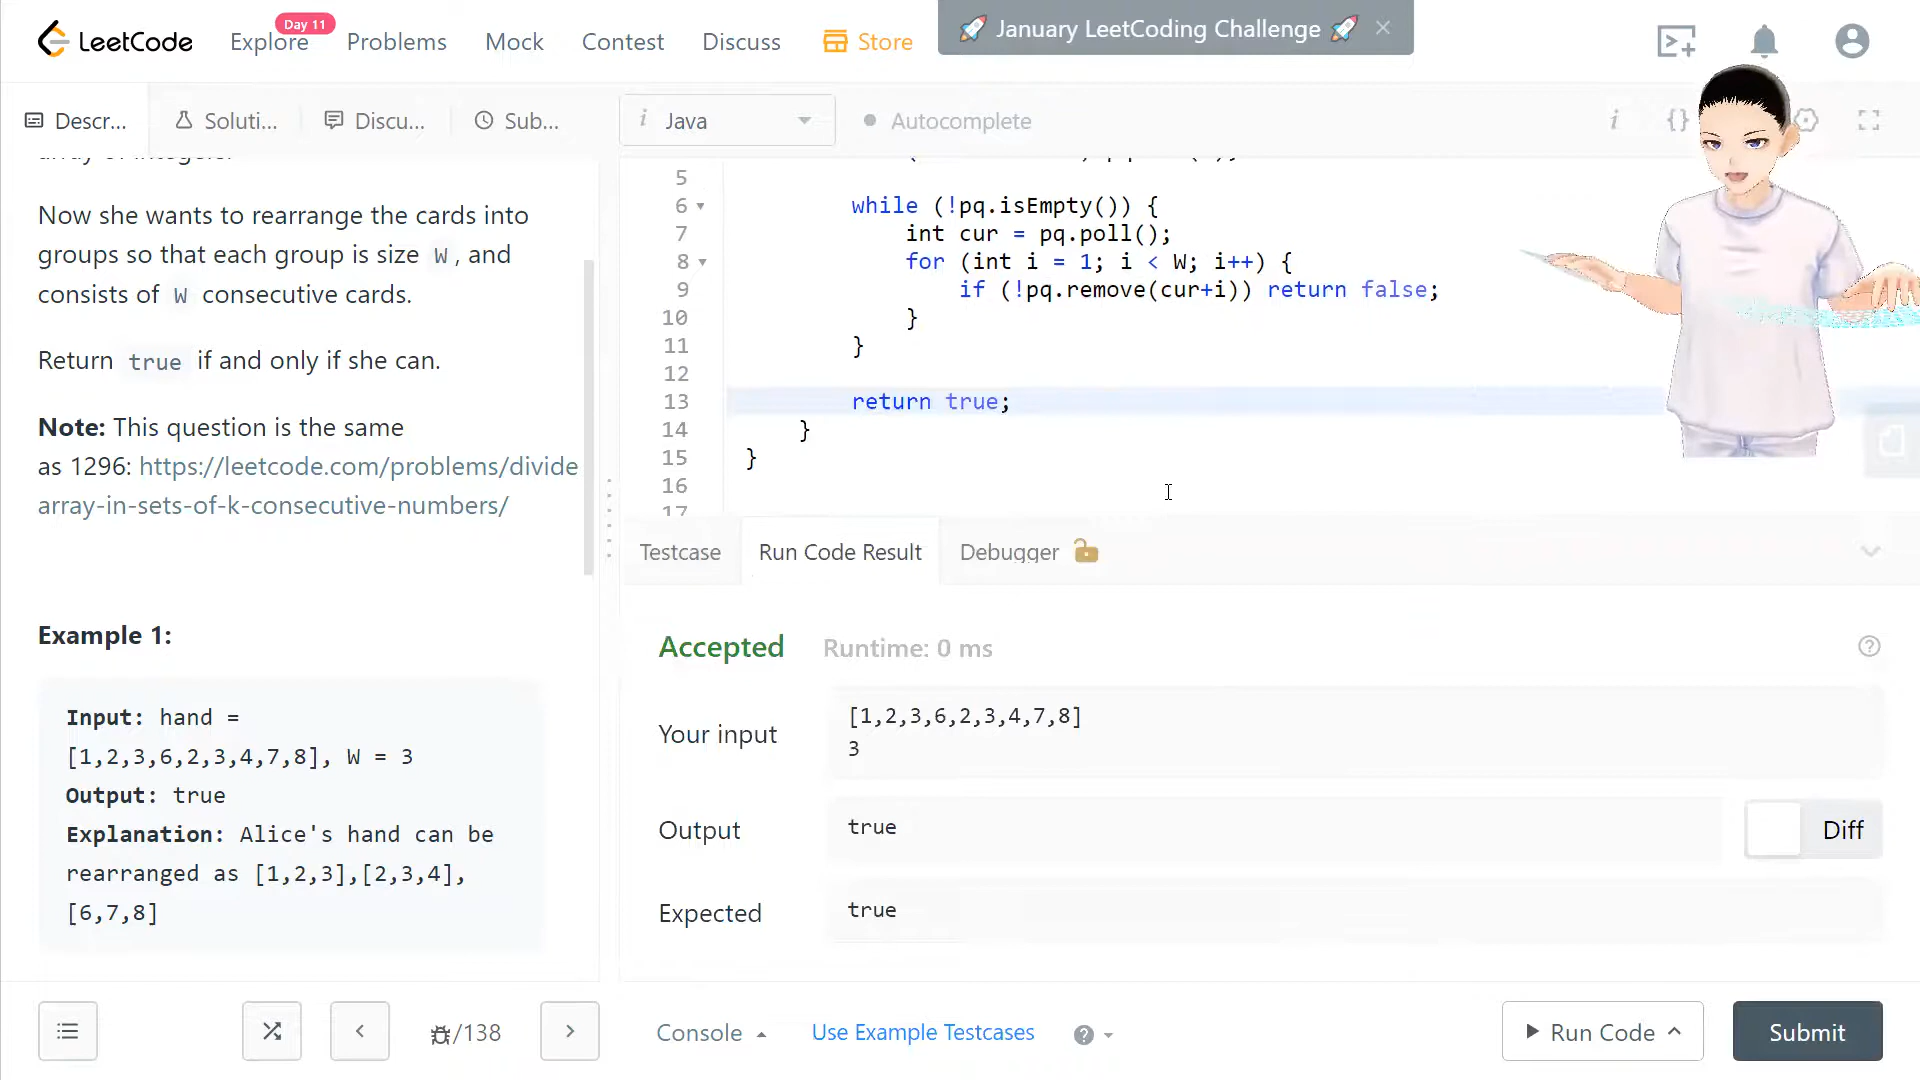 LeetCode
Explore
Day 11
Problems
Mock
Contest
Discuss
Store
🚀 January LeetCoding Challenge 🚀 ×
Descr...
Soluti...
Discu...
Sub...
i Java
Autocomplete
i {}
array of integers.
Now she wants to rearrange the cards into
groups so that each group is size W, and
consists of W consecutive cards.
Return true if and only if she can.
Note: This question is the same
as 1296: https://leetcode.com/problems/divide
array-in-sets-of-k-consecutive-numbers/
Example 1:
Input: hand =
[1,2,3,6,2,3,4,7,8], W = 3
Output: true
Explanation: Alice's hand can be
rearranged as [1,2,3],[2,3,4],
[6,7,8]
5
6 while (!pq.isEmpty()) {
7 int cur = pq.poll();
8 for (int i = 1; i < W; i++) {
9 if (!pq.remove(cur+i)) return false;
10 }
11 }
12
13 return true;
14 }
15 }
16
17
Testcase
Run Code Result
Debugger
Accepted
Runtime: 0 ms
Your input
[1,2,3,6,2,3,4,7,8]
3
Output
true
Diff
Expected
true
/138
Console
Use Example Testcases
Run Code
Submit